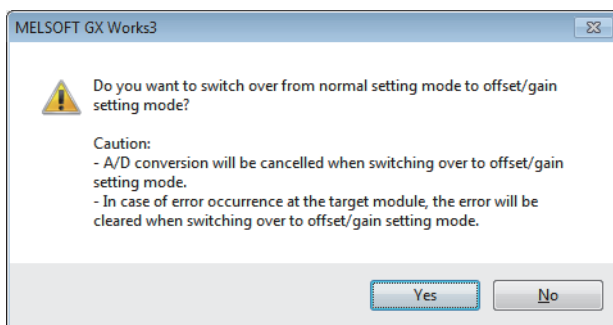 MELSOFT GX Works3
Do you want to switch over from normal setting mode to offset/gain
setting mode?
Caution:
- A/D conversion will be cancelled when switching over to offset/gain
setting mode.
- In case of error occurrence at the target module, the error will be
cleared when switching over to offset/gain setting mode.
Yes
No